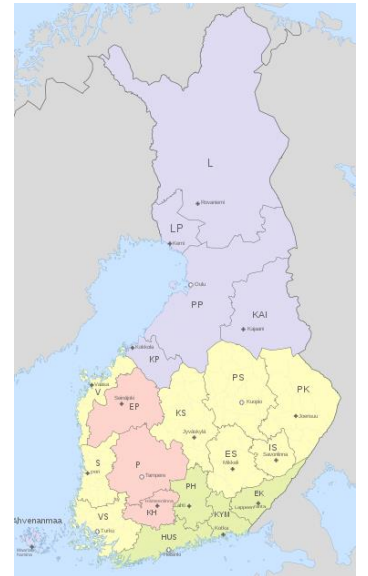 L
Rovaniemi
LP
Kemi
Oulu
PP
KAI
Kajaani
Kokkola
KP
V
Vaasa
Seinäjoki
EP
PS
Kuopio
PK
Joensuu
KS
Jyväskylä
ES
Mikkeli
IS
Savonlinna
S
Pori
P
Tampere
PH
Lahti
EK
Lappeenranta
Hämeenlinna
KH
KYM
Kotka
VS
Turku
HUS
Helsinki
Ahvenanmaa